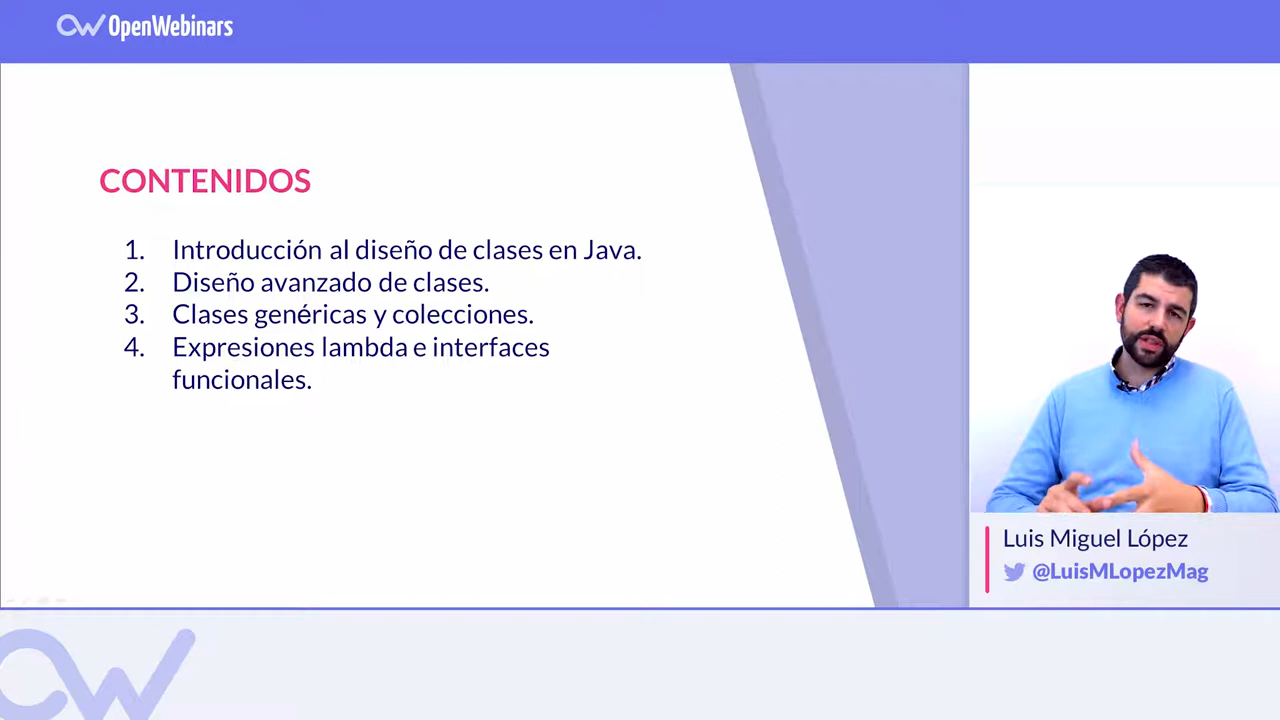 OpenWebinars
CONTENIDOS
1. Introducción al diseño de clases en Java.
2. Diseño avanzado de clases.
3. Clases genéricas y colecciones.
4. Expresiones lambda e interfaces
funcionales.
Luis Miguel López
@LuisMLopezMag